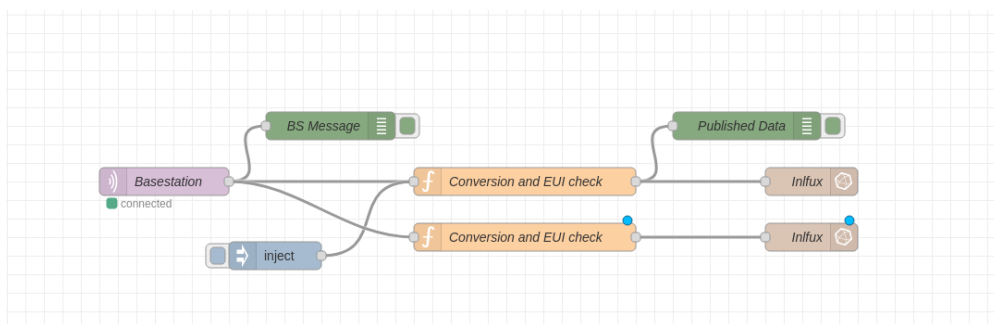 BS Message
Published Data
Basestation
Conversion and EUI check
Inlfux
connected
Conversion and EUI check
Inlfux
inject